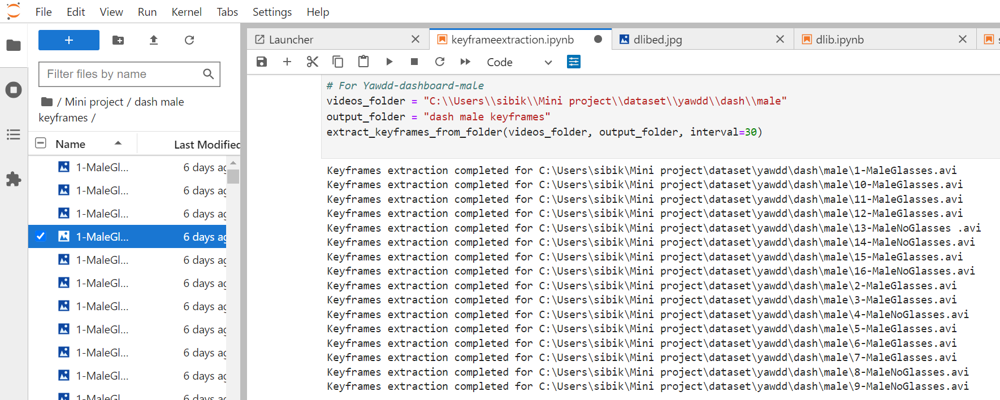 File Edit View Run Kernel Tabs Settings Help
+
Filter files by name
/ Mini project / dash male
keyframes /
Name Last Modified
1-MaleGl... 6 days ag
1-MaleGl... 6 days ag
1-MaleGl... 6 days ag
1-MaleGl... 6 days ag
1-MaleGl... 6 days ag
1-MaleGl... 6 days ag
1-MaleGl... 6 days ag
1-MaleGl... 6 days ag
1-MaleGl... 6 days ag
1-MaleGl... 6 days ag
Launcher keyframeextraction.ipynb dlibed.jpg dlib.ipynb
Code
# For Yawdd-dashboard-male
videos_folder = "C:\\Users\\sibik\\Mini project\\dataset\\yawdd\\dash\\male"
output_folder = "dash male keyframes"
extract_keyframes_from_folder(videos_folder, output_folder, interval=30)
Keyframes extraction completed for C:\Users\sibik\Mini project\dataset\yawdd\dash\male\1-MaleGlasses.avi
Keyframes extraction completed for C:\Users\sibik\Mini project\dataset\yawdd\dash\male\10-MaleGlasses.avi
Keyframes extraction completed for C:\Users\sibik\Mini project\dataset\yawdd\dash\male\11-MaleGlasses.avi
Keyframes extraction completed for C:\Users\sibik\Mini project\dataset\yawdd\dash\male\12-MaleGlasses.avi
Keyframes extraction completed for C:\Users\sibik\Mini project\dataset\yawdd\dash\male\13-MaleNoGlasses .avi
Keyframes extraction completed for C:\Users\sibik\Mini project\dataset\yawdd\dash\male\14-MaleNoGlasses.avi
Keyframes extraction completed for C:\Users\sibik\Mini project\dataset\yawdd\dash\male\15-MaleGlasses.avi
Keyframes extraction completed for C:\Users\sibik\Mini project\dataset\yawdd\dash\male\16-MaleNoGlasses.avi
Keyframes extraction completed for C:\Users\sibik\Mini project\dataset\yawdd\dash\male\2-MaleGlasses.avi
Keyframes extraction completed for C:\Users\sibik\Mini project\dataset\yawdd\dash\male\3-MaleGlasses.avi
Keyframes extraction completed for C:\Users\sibik\Mini project\dataset\yawdd\dash\male\4-MaleNoGlasses.avi
Keyframes extraction completed for C:\Users\sibik\Mini project\dataset\yawdd\dash\male\5-MaleGlasses.avi
Keyframes extraction completed for C:\Users\sibik\Mini project\dataset\yawdd\dash\male\6-MaleGlasses.avi
Keyframes extraction completed for C:\Users\sibik\Mini project\dataset\yawdd\dash\male\7-MaleGlasses.avi
Keyframes extraction completed for C:\Users\sibik\Mini project\dataset\yawdd\dash\male\8-MaleNoGlasses.avi
Keyframes extraction completed for C:\Users\sibik\Mini project\dataset\yawdd\dash\male\9-MaleNoGlasses.avi